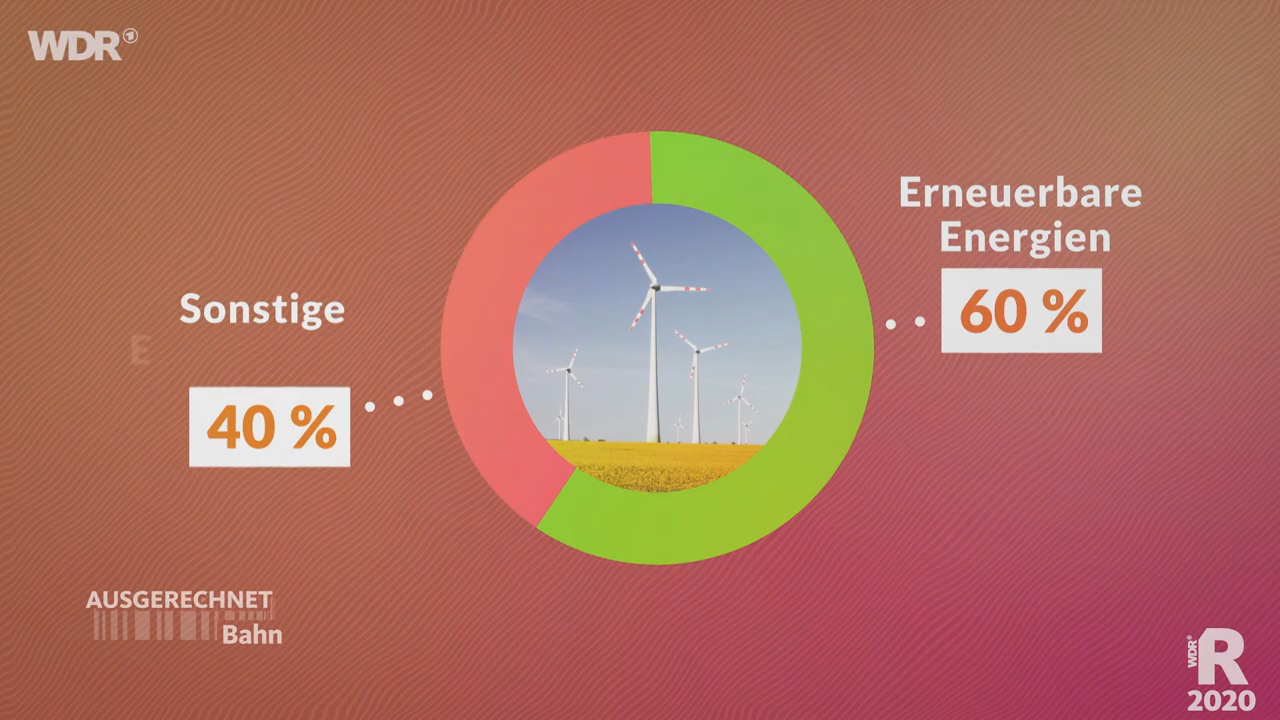 WDR
Erneuerbare
Energien
60 %
Sonstige
E
40 %
AUSGERECHNET
Bahn
WDR
R
2020